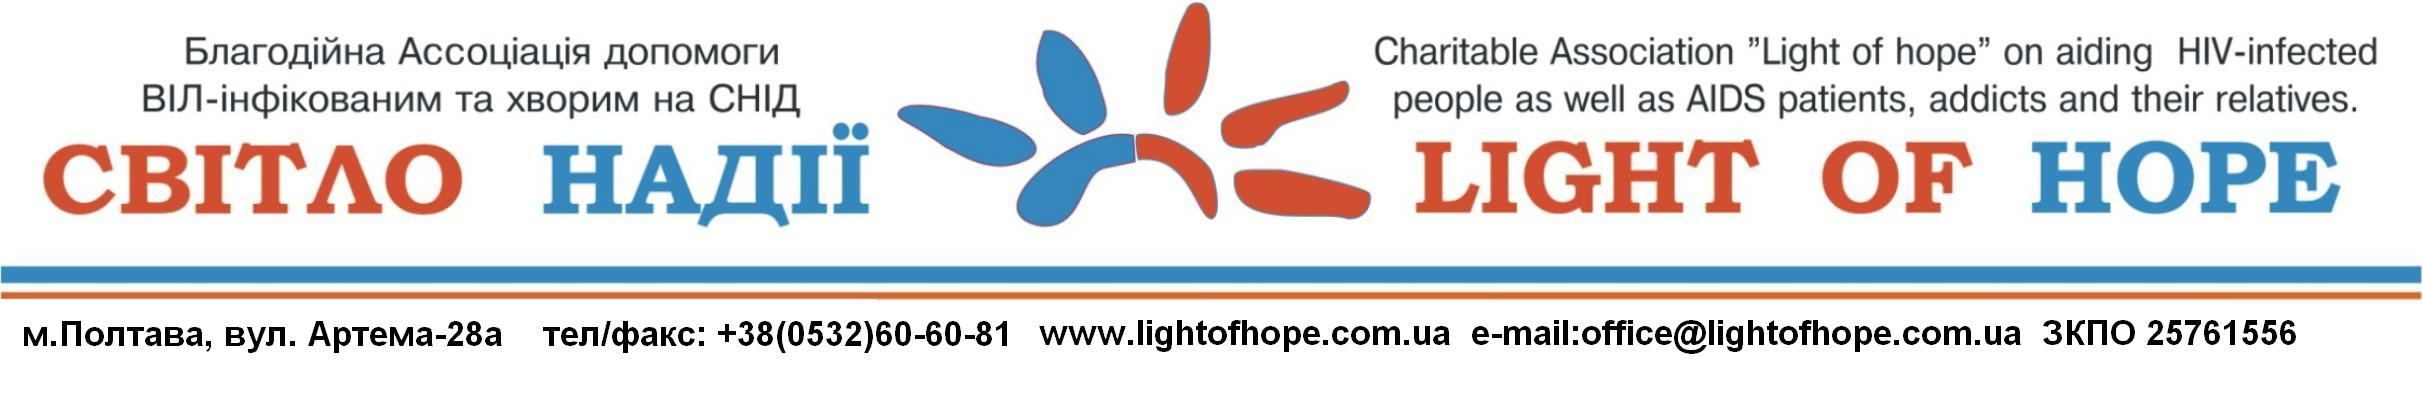 Благодійна Ассоціація допомоги
ВІЛ-інфікованим та хворим на СНІД
СВІТЛО НАДІЇ
Charitable Association ”Light of hope” on aiding HIV-infected
people as well as AIDS patients, addicts and their relatives.
LIGHT OF HOPE
м.Полтава, вул. Артема-28а тел/факс: +38(0532)60-60-81 www.lightofhope.com.ua e-mail:office@lightofhope.com.ua ЗКПО 25761556